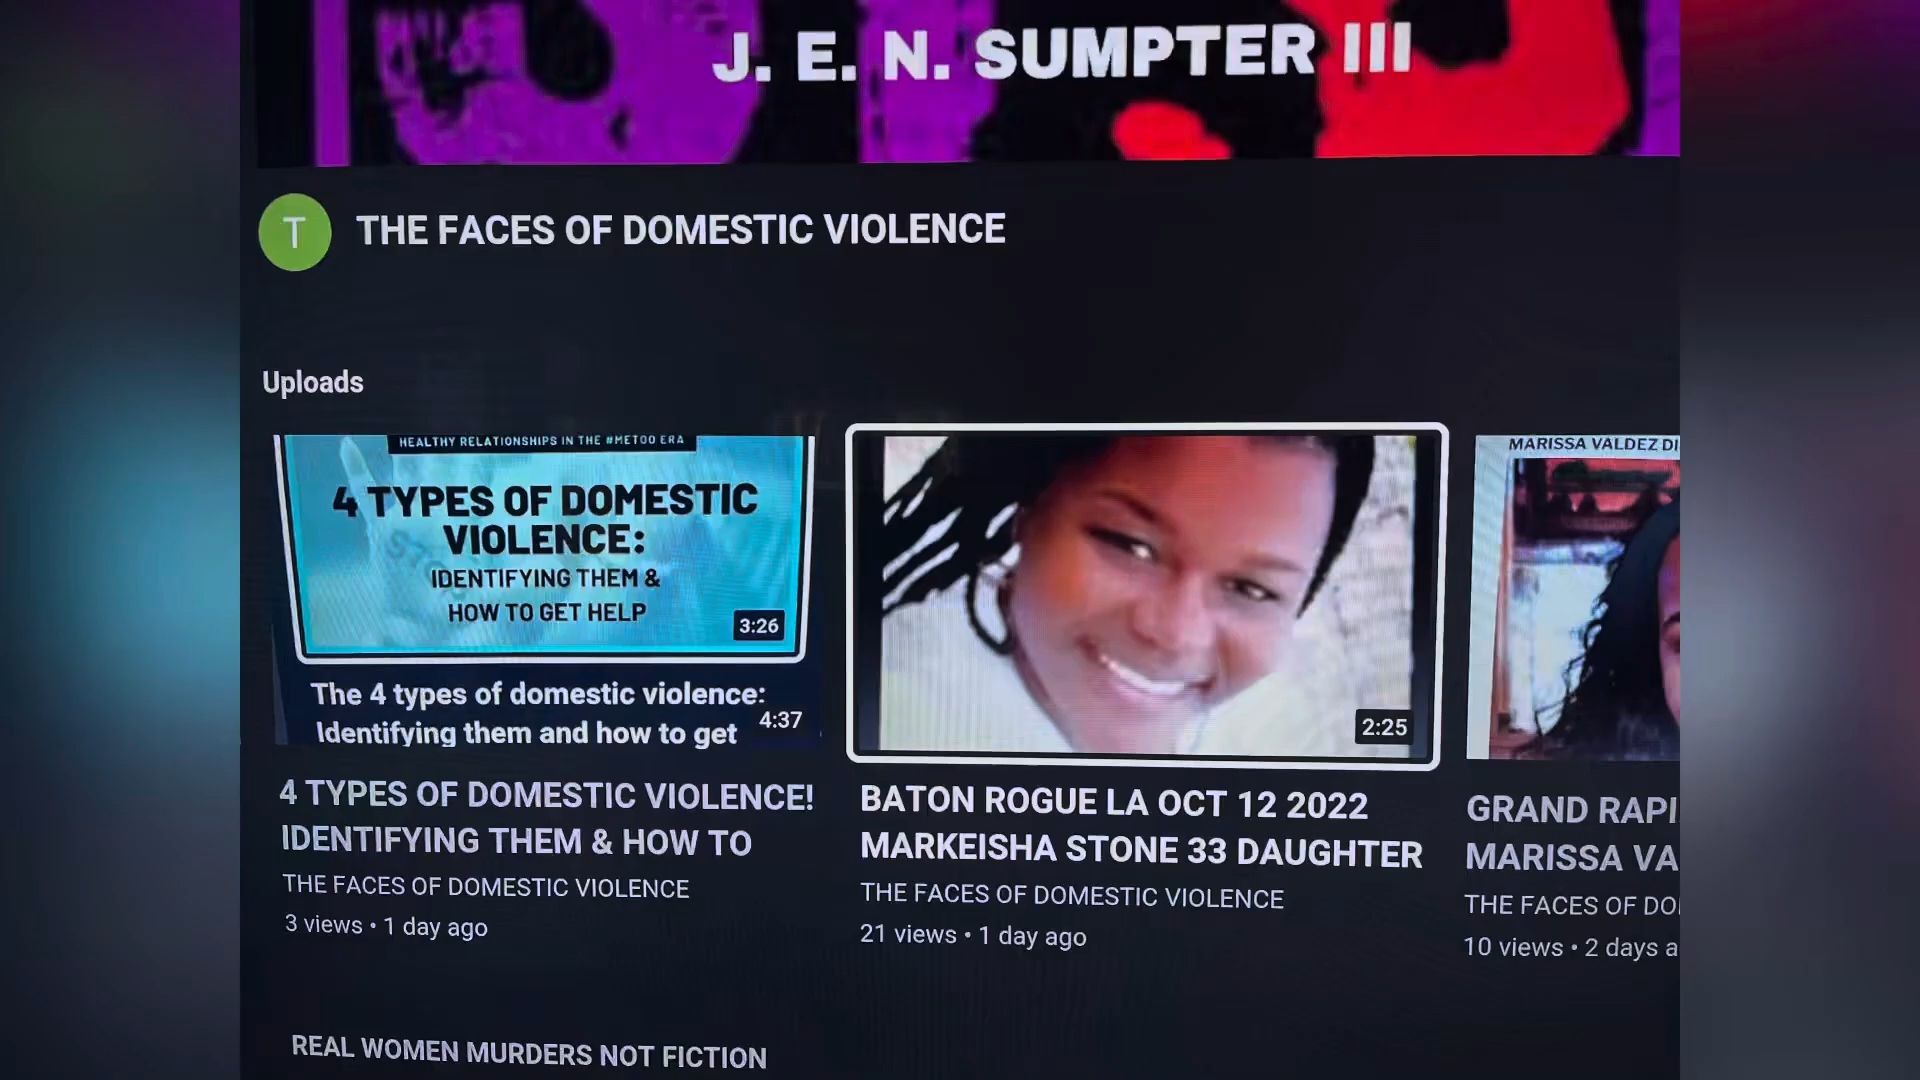 J. E. N. SUMPTER III
T
THE FACES OF DOMESTIC VIOLENCE
Uploads
HEALTHY RELATIONSHIPS IN THE #METOO ERA
4 TYPES OF DOMESTIC
VIOLENCE:
IDENTIFYING THEM &
HOW TO GET HELP
3:26
The 4 types of domestic violence:
Identifying them and how to get
4:37
4 TYPES OF DOMESTIC VIOLENCE!
IDENTIFYING THEM & HOW TO
THE FACES OF DOMESTIC VIOLENCE
3 views • 1 day ago
2:25
BATON ROGUE LA OCT 12 2022
MARKEISHA STONE 33 DAUGHTER
THE FACES OF DOMESTIC VIOLENCE
21 views • 1 day ago
MARISSA VALDEZ DI
GRAND RAPI
MARISSA VA
THE FACES OF DO
10 views • 2 days a
REAL WOMEN MURDERS NOT FICTION